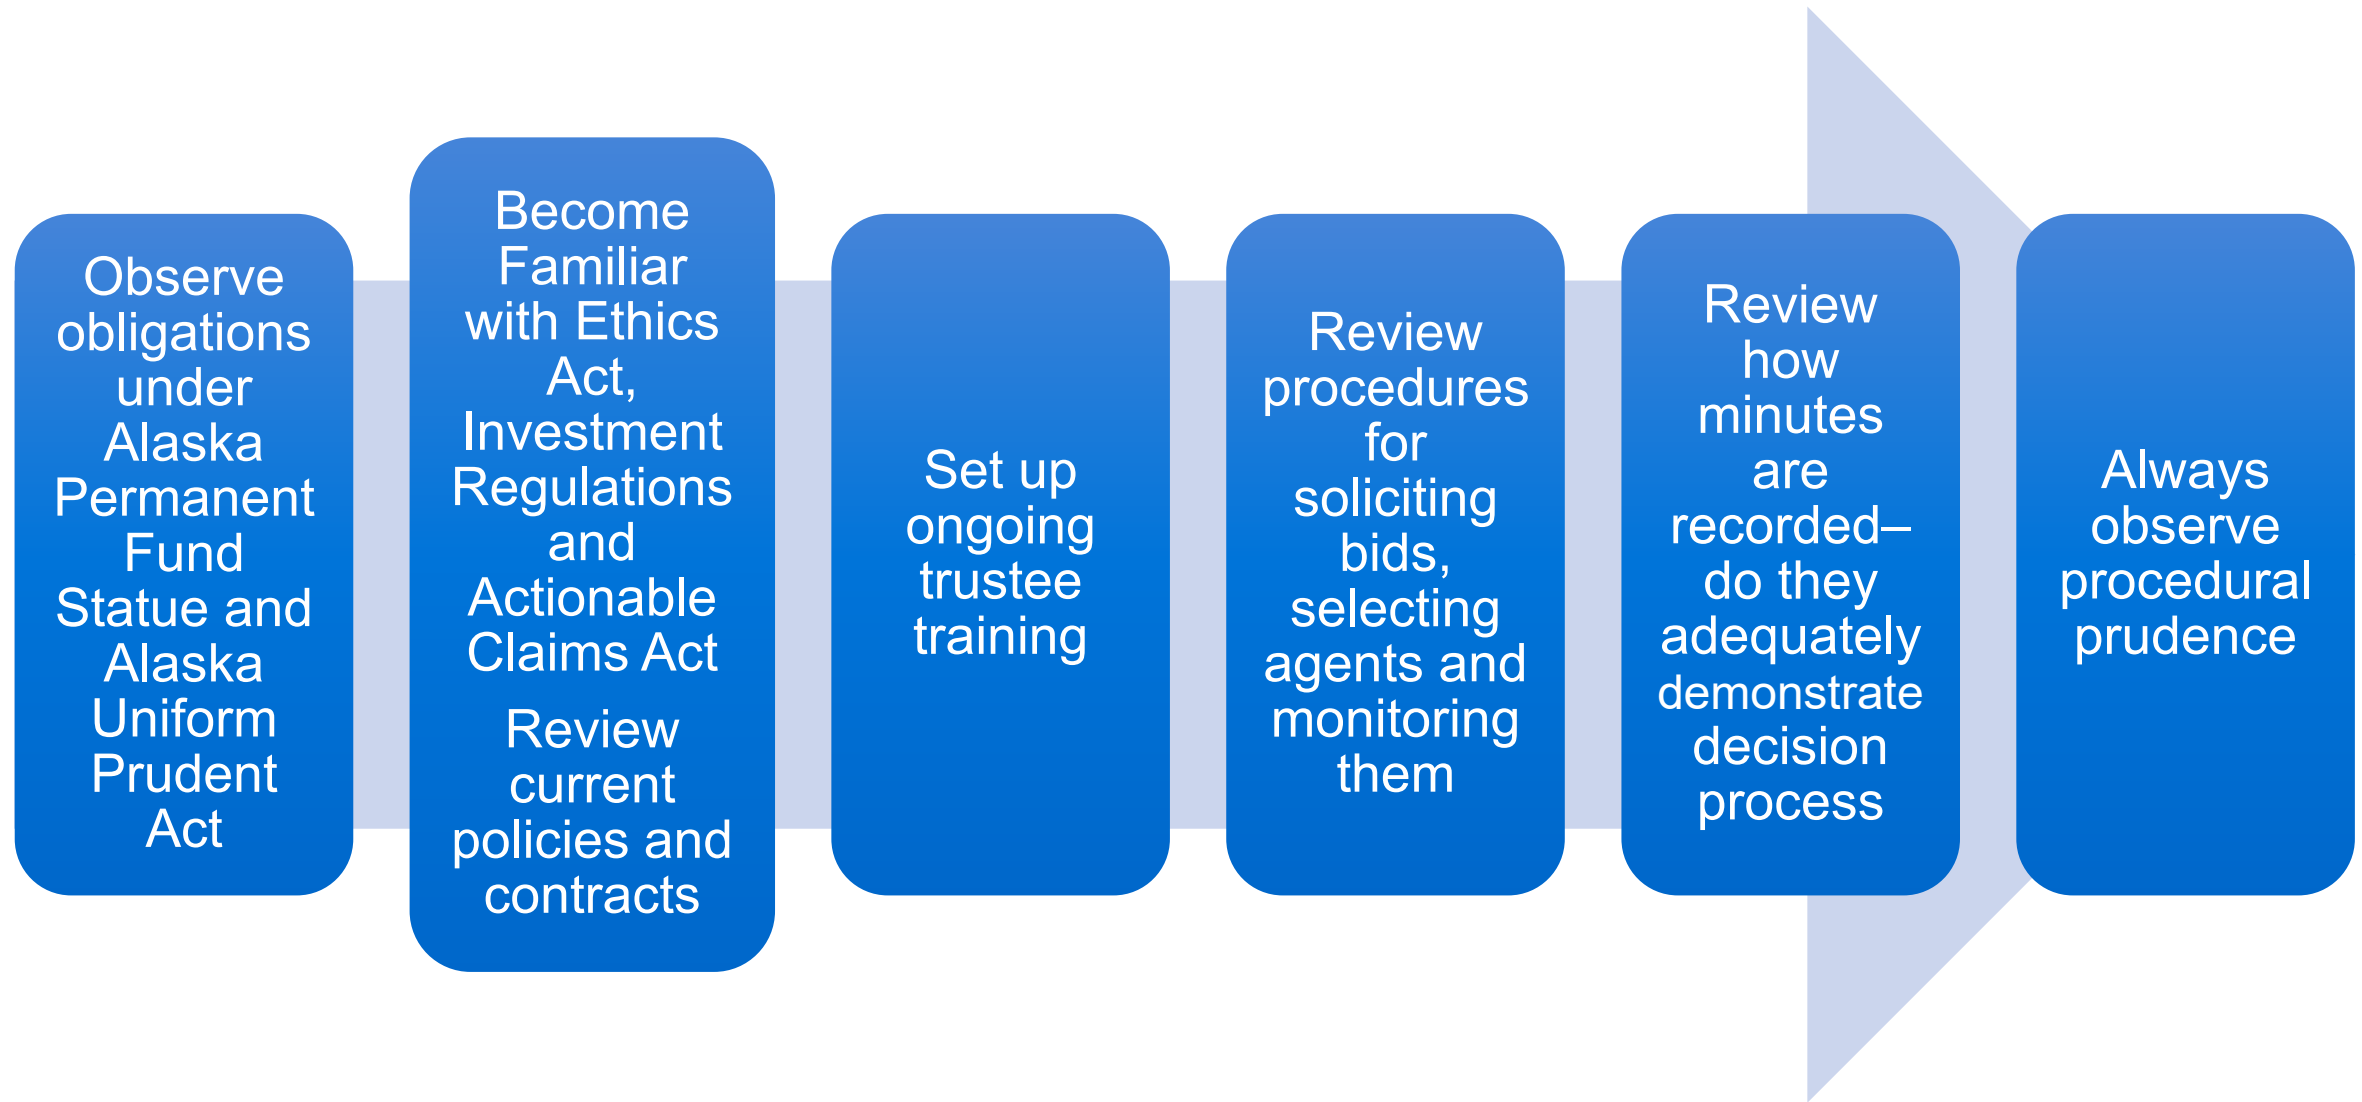 Observe
obligations
under
Alaska
Permanent
Fund
Statue and
Alaska
Uniform
Prudent
Act
Become
Familiar
with Ethics
Act,
Investment
Regulations
and
Actionable
Claims Act
Review
current
policies and
contracts
Set up
ongoing
trustee
training
Review
procedures
for
soliciting
bids,
selecting
agents and
monitoring
them
Review
how
minutes
are
recorded–
do they
adequately
demonstrate
decision
process
Always
observe
procedural
prudence